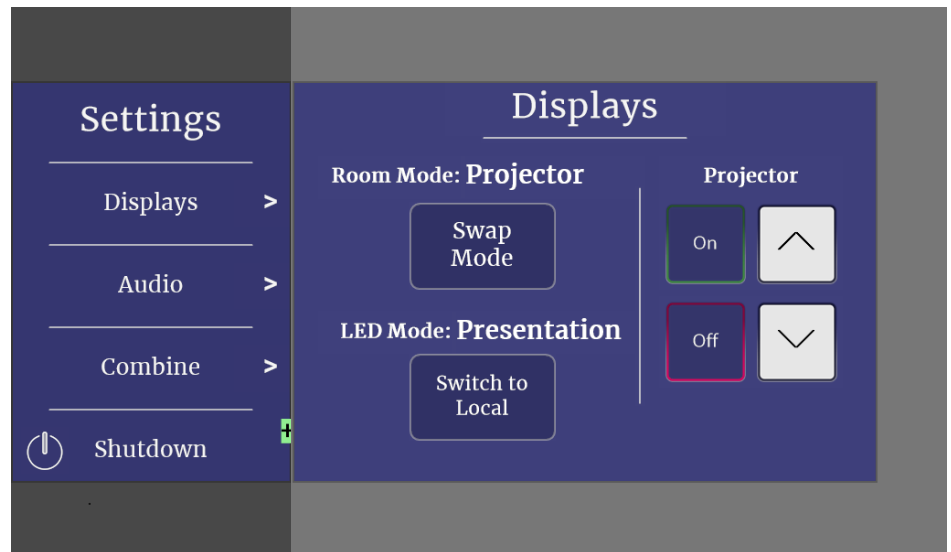 Settings
Displays >
Audio >
Combine >
Shutdown
+
Displays
Room Mode: Projector
Swap
Mode
LED Mode: Presentation
Switch to
Local
Projector
On
Off